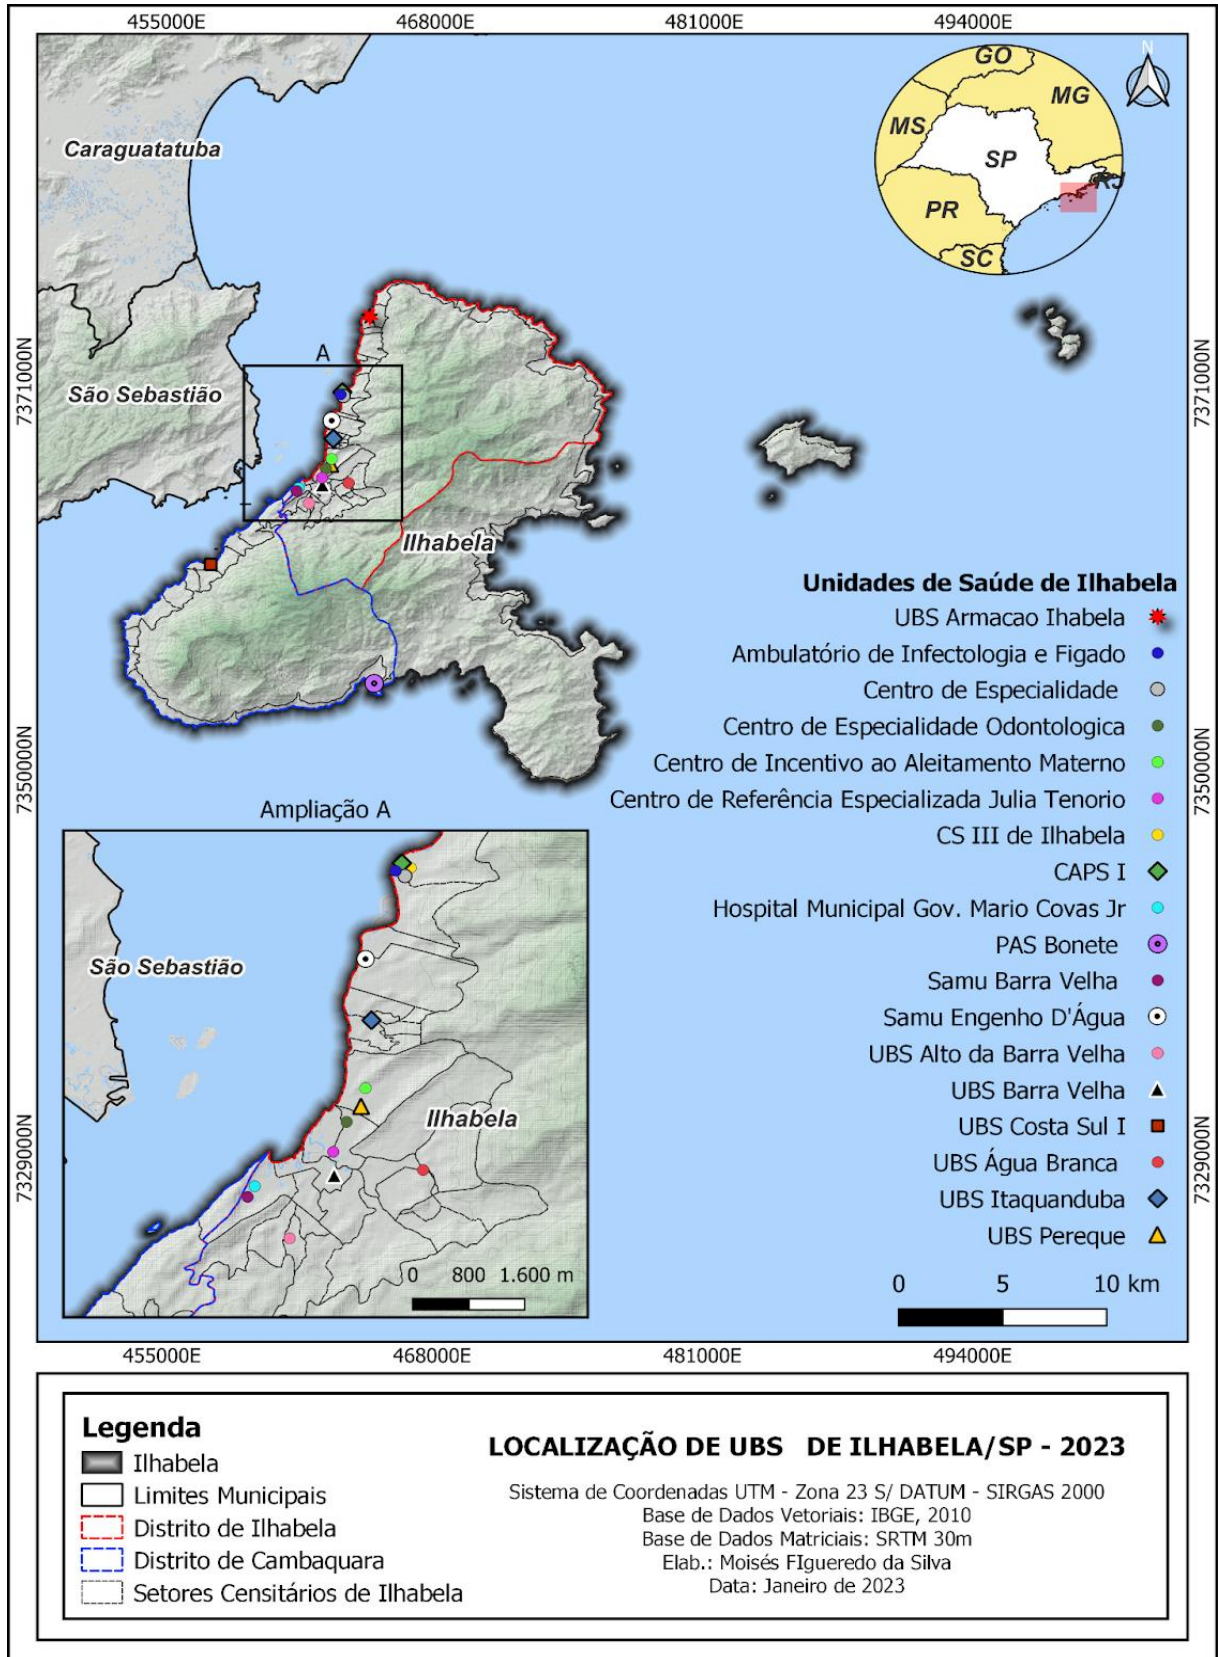 455000E 468000E 481000E 494000E
N
GO
MG
MS
SP
RJ
PR
SC
Caraguatatuba
São Sebastião
A
Ilhabela
7371000N
7371000N
7350000N
7350000N
7329000N
7329000N
Unidades de Saúde de Ilhabela
UBS Armacao Ihabela
Ambulatório de Infectologia e Figado
Centro de Especialidade
Centro de Especialidade Odontologica
Centro de Incentivo ao Aleitamento Materno
Centro de Referência Especializada Julia Tenorio
CS III de Ilhabela
CAPS I
Hospital Municipal Gov. Mario Covas Jr
PAS Bonete
Samu Barra Velha
Samu Engenho D'Água
UBS Alto da Barra Velha
UBS Barra Velha
UBS Costa Sul I
UBS Água Branca
UBS Itaquanduba
UBS Pereque
0 5 10 km
Ampliação A
São Sebastião
Ilhabela
0 800 1.600 m
455000E 468000E 481000E 494000E
Legenda
Ilhabela
Limites Municipais
Distrito de Ilhabela
Distrito de Cambaquara
Setores Censitários de Ilhabela
LOCALIZAÇÃO DE UBS DE ILHABELA/SP - 2023
Sistema de Coordenadas UTM - Zona 23 S/ DATUM - SIRGAS 2000
Base de Dados Vetoriais: IBGE, 2010
Base de Dados Matriciais: SRTM 30m
Elab.: Moisés FIgueredo da Silva
Data: Janeiro de 2023